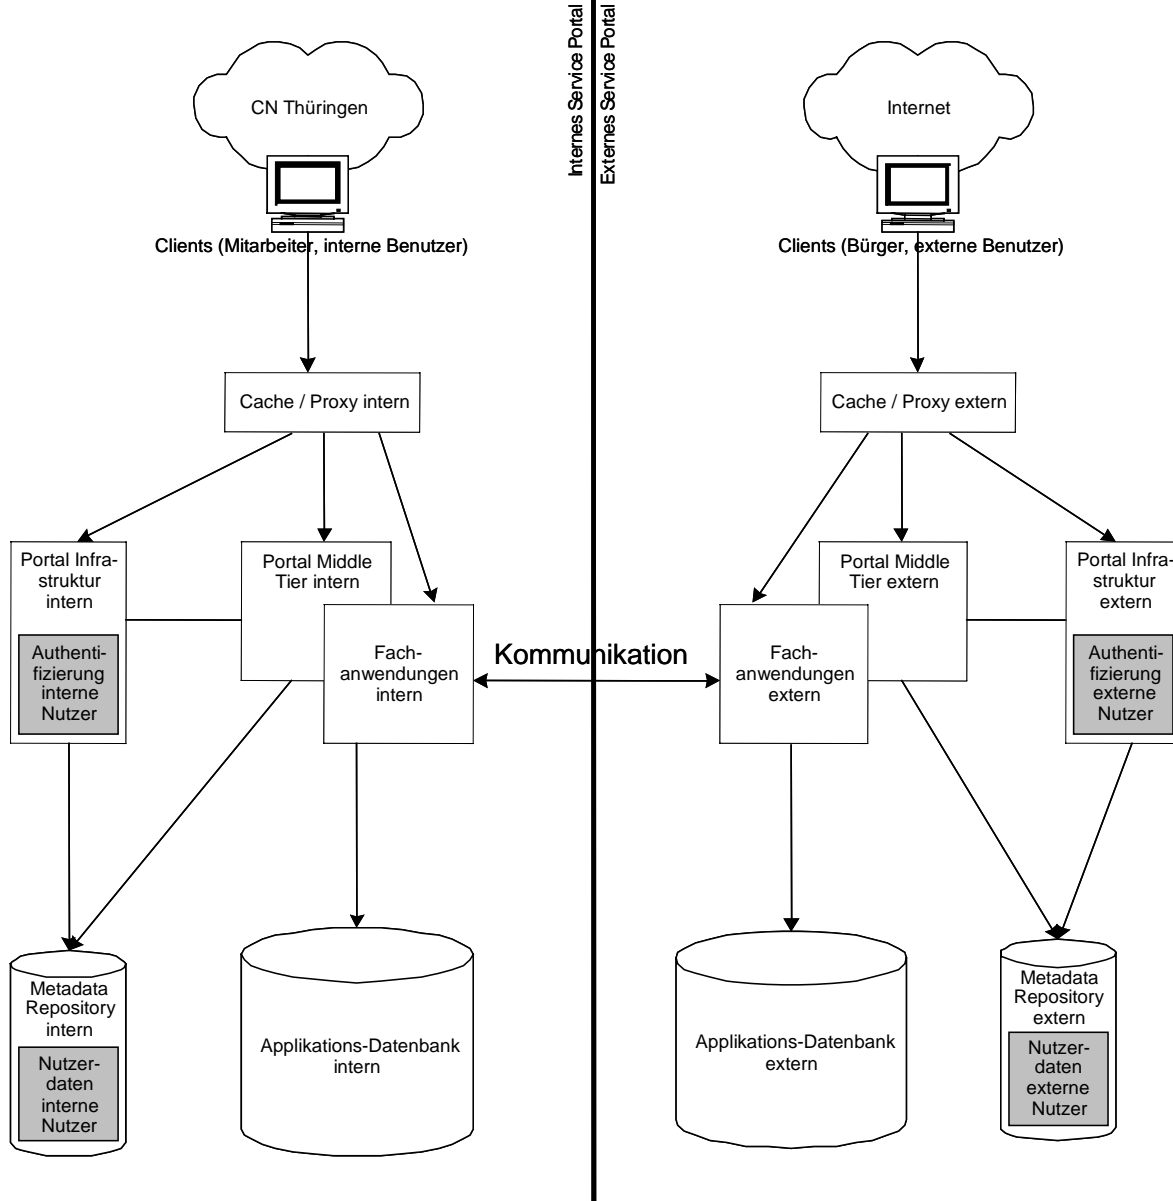 Internes Service Portal
Externes Service Portal
CN Thüringen
Internet
Clients (Mitarbeiter, interne Benutzer)
Clients (Bürger, externe Benutzer)
Cache / Proxy intern
Cache / Proxy extern
Portal Infra-
struktur
intern
Authenti-
fizierung
interne
Nutzer
Portal Middle
Tier intern
Fach-
anwendungen
intern
Kommunikation
Fach-
anwendungen
extern
Portal Middle
Tier extern
Portal Infra-
struktur
extern
Authenti-
fizierung
externe
Nutzer
Metadata
Repository
intern
Nutzer-
daten
interne
Nutzer
Applikations-Datenbank
intern
Applikations-Datenbank
extern
Metadata
Repository
extern
Nutzer-
daten
externe
Nutzer